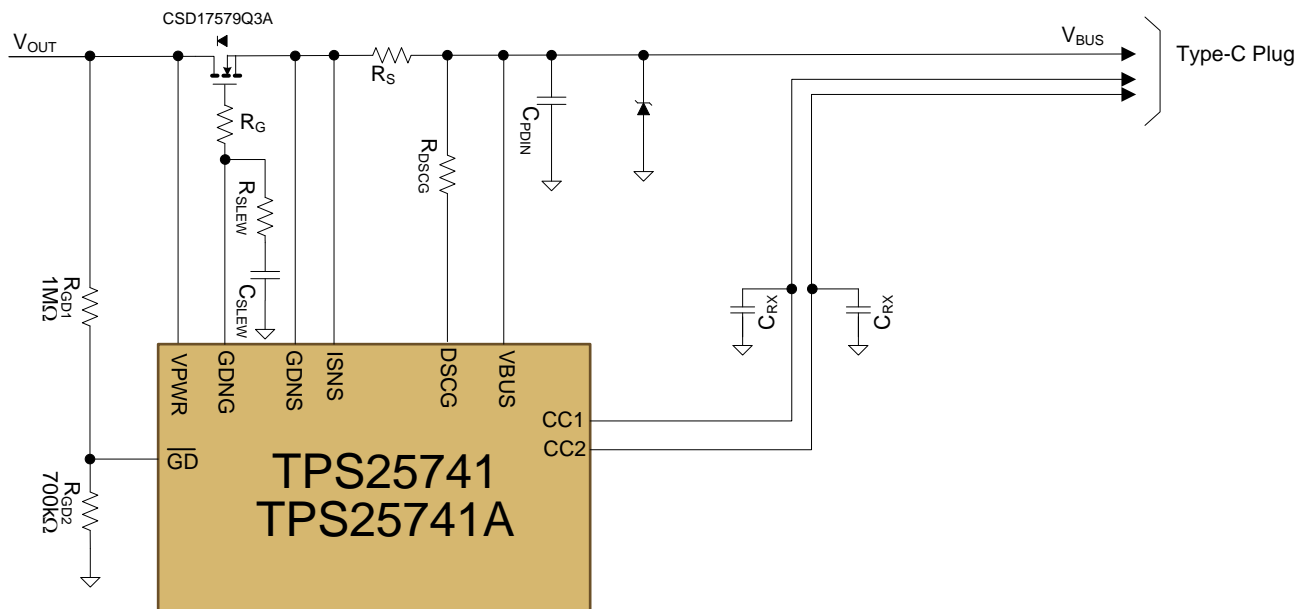 CSD17579Q3A
VOUT
VBUS
Type-C Plug
RS
RG
CPDIN
RDSCG
RSLEW
CSLEW
RGD1
1MΩ
CRX
CRX
VPWR
GDNG
GDNS
ISNS
DSCG
VBUS
CC1
CC2
GD
TPS25741
TPS25741A
RGD2
700kΩ